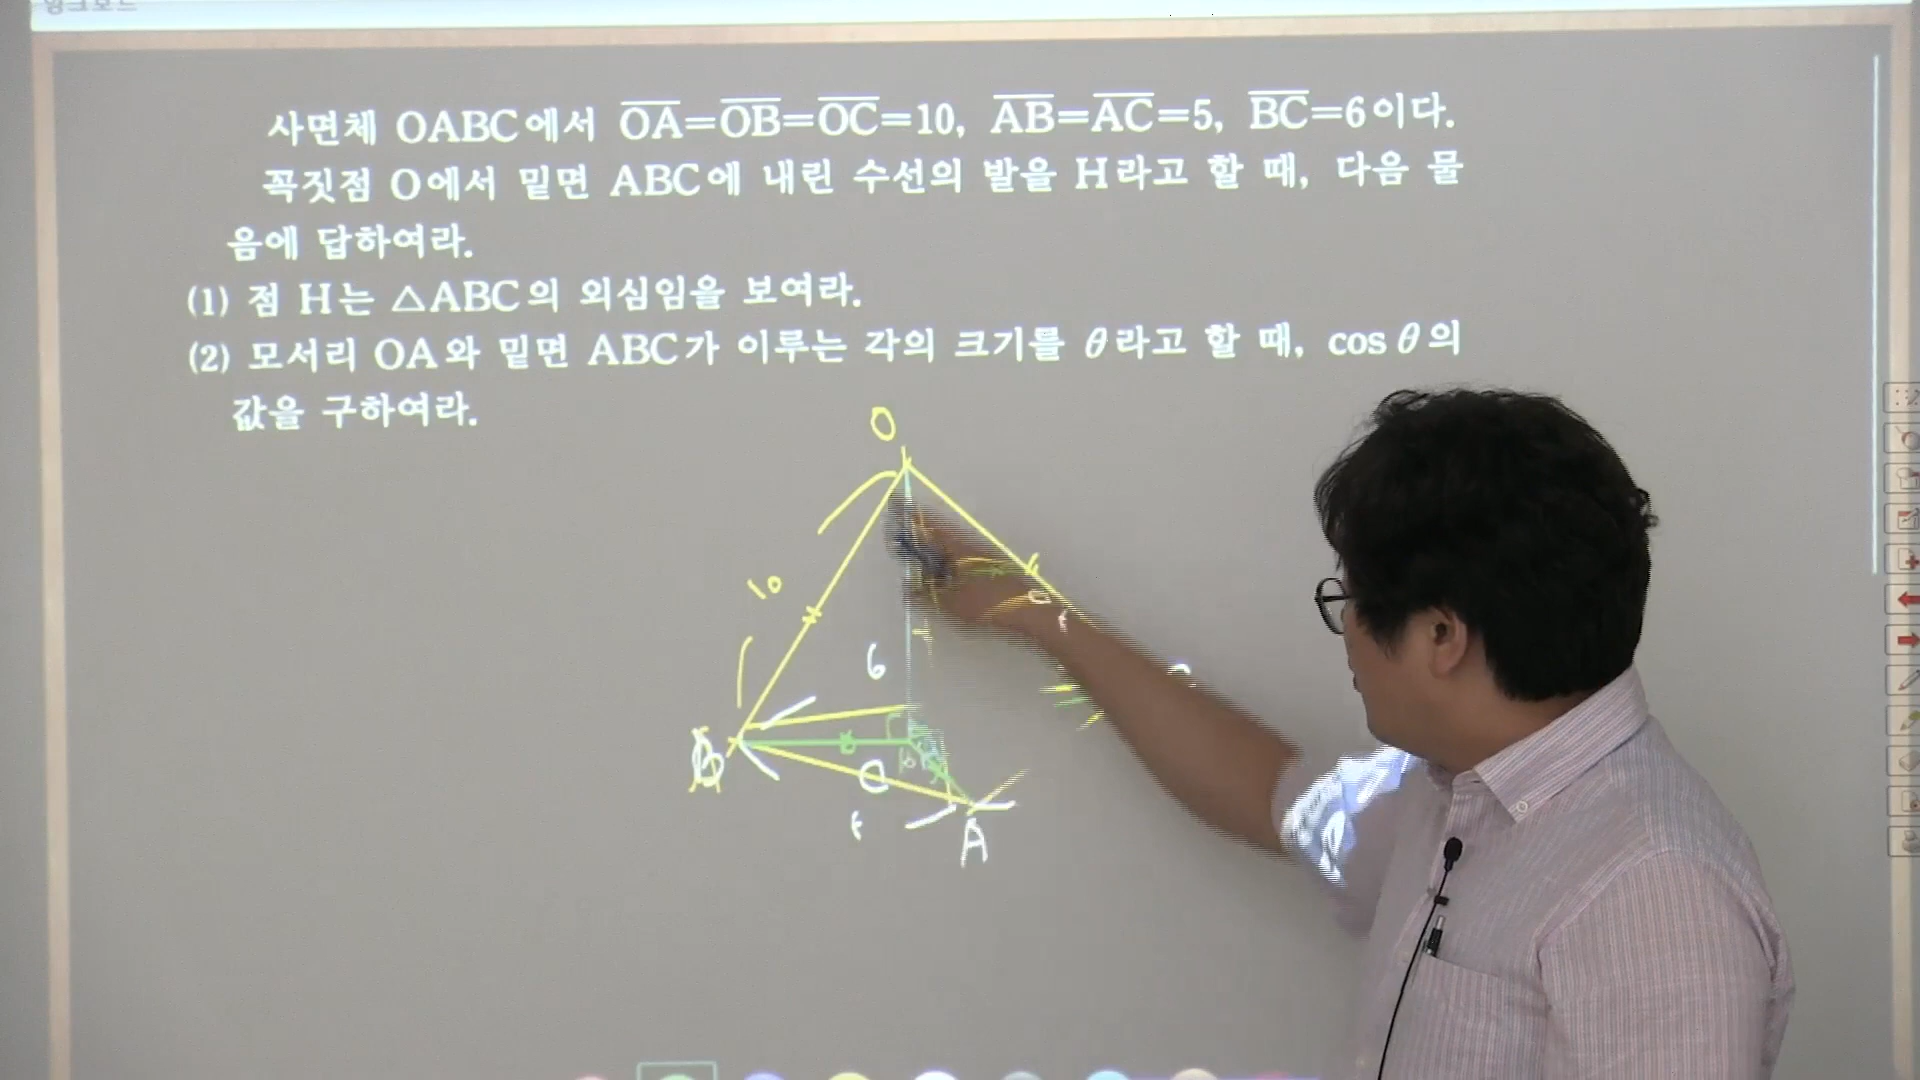 사면체 OABC에서 OA=OB=OC=10, AB=AC=5, BC=6이다.
꼭짓점 O에서 밑면 ABC에 내린 수선의 발을 H라고 할 때, 다음 물
음에 답하여라.
(1) 점 H는 △ABC의 외심임을 보여라.
(2) 모서리 OA와 밑면 ABC가 이루는 각의 크기를 θ라고 할 때, cos θ의
값을 구하여라.
O
10
6
B
A